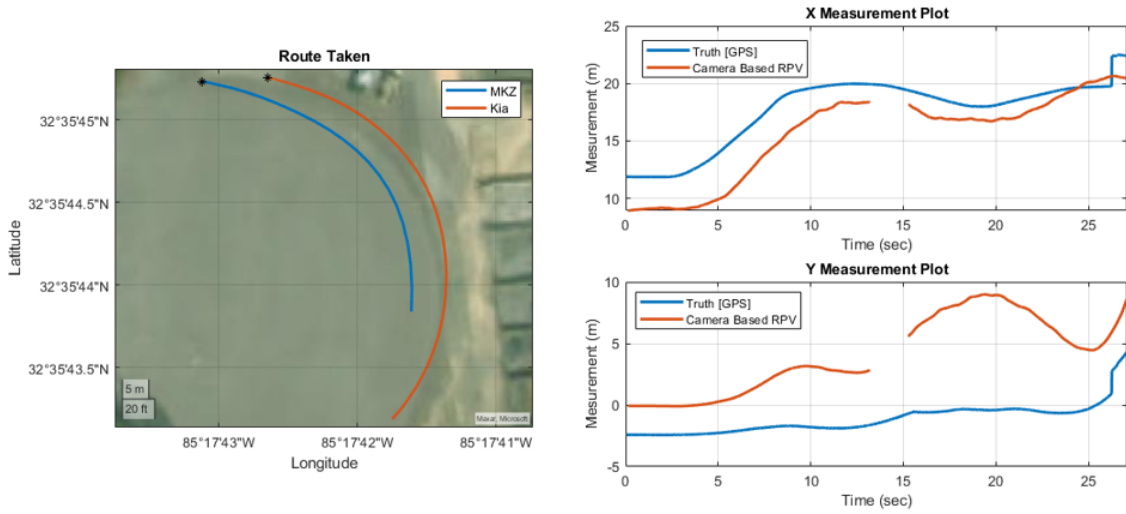 Route Taken
MKZ
Kia
32°35'45"N
32°35'44.5"N
32°35'44"N
32°35'43.5"N
Latitude
5 m
20 ft
Maxar, Microsoft
85°17'43"W
85°17'42"W
85°17'41"W
Longitude
X Measurement Plot
Truth [GPS]
Camera Based RPV
25
20
15
10
Mesurement (m)
0
5
10
15
20
25
Time (sec)
Y Measurement Plot
Truth [GPS]
Camera Based RPV
10
5
0
-5
Mesurement (m)
0
5
10
15
20
25
Time (sec)